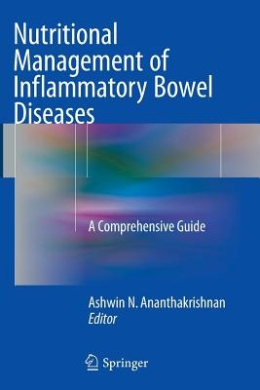 Nutritional
Management of
Inflammatory Bowel
Diseases
A Comprehensive Guide
Ashwin N. Ananthakrishnan
Editor
Springer